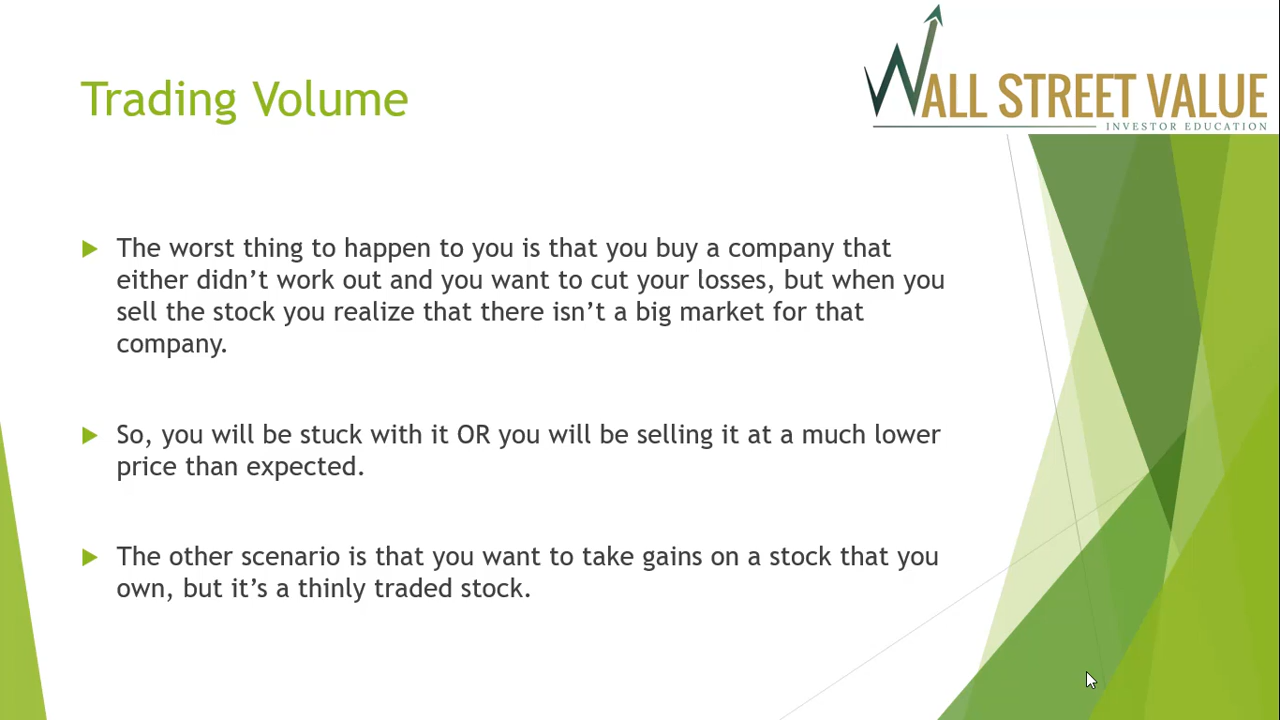 Trading Volume
WALL STREET VALUE
INVESTOR EDUCATION
The worst thing to happen to you is that you buy a company that
either didn’t work out and you want to cut your losses, but when you
sell the stock you realize that there isn’t a big market for that
company.
So, you will be stuck with it OR you will be selling it at a much lower
price than expected.
The other scenario is that you want to take gains on a stock that you
own, but it’s a thinly traded stock.